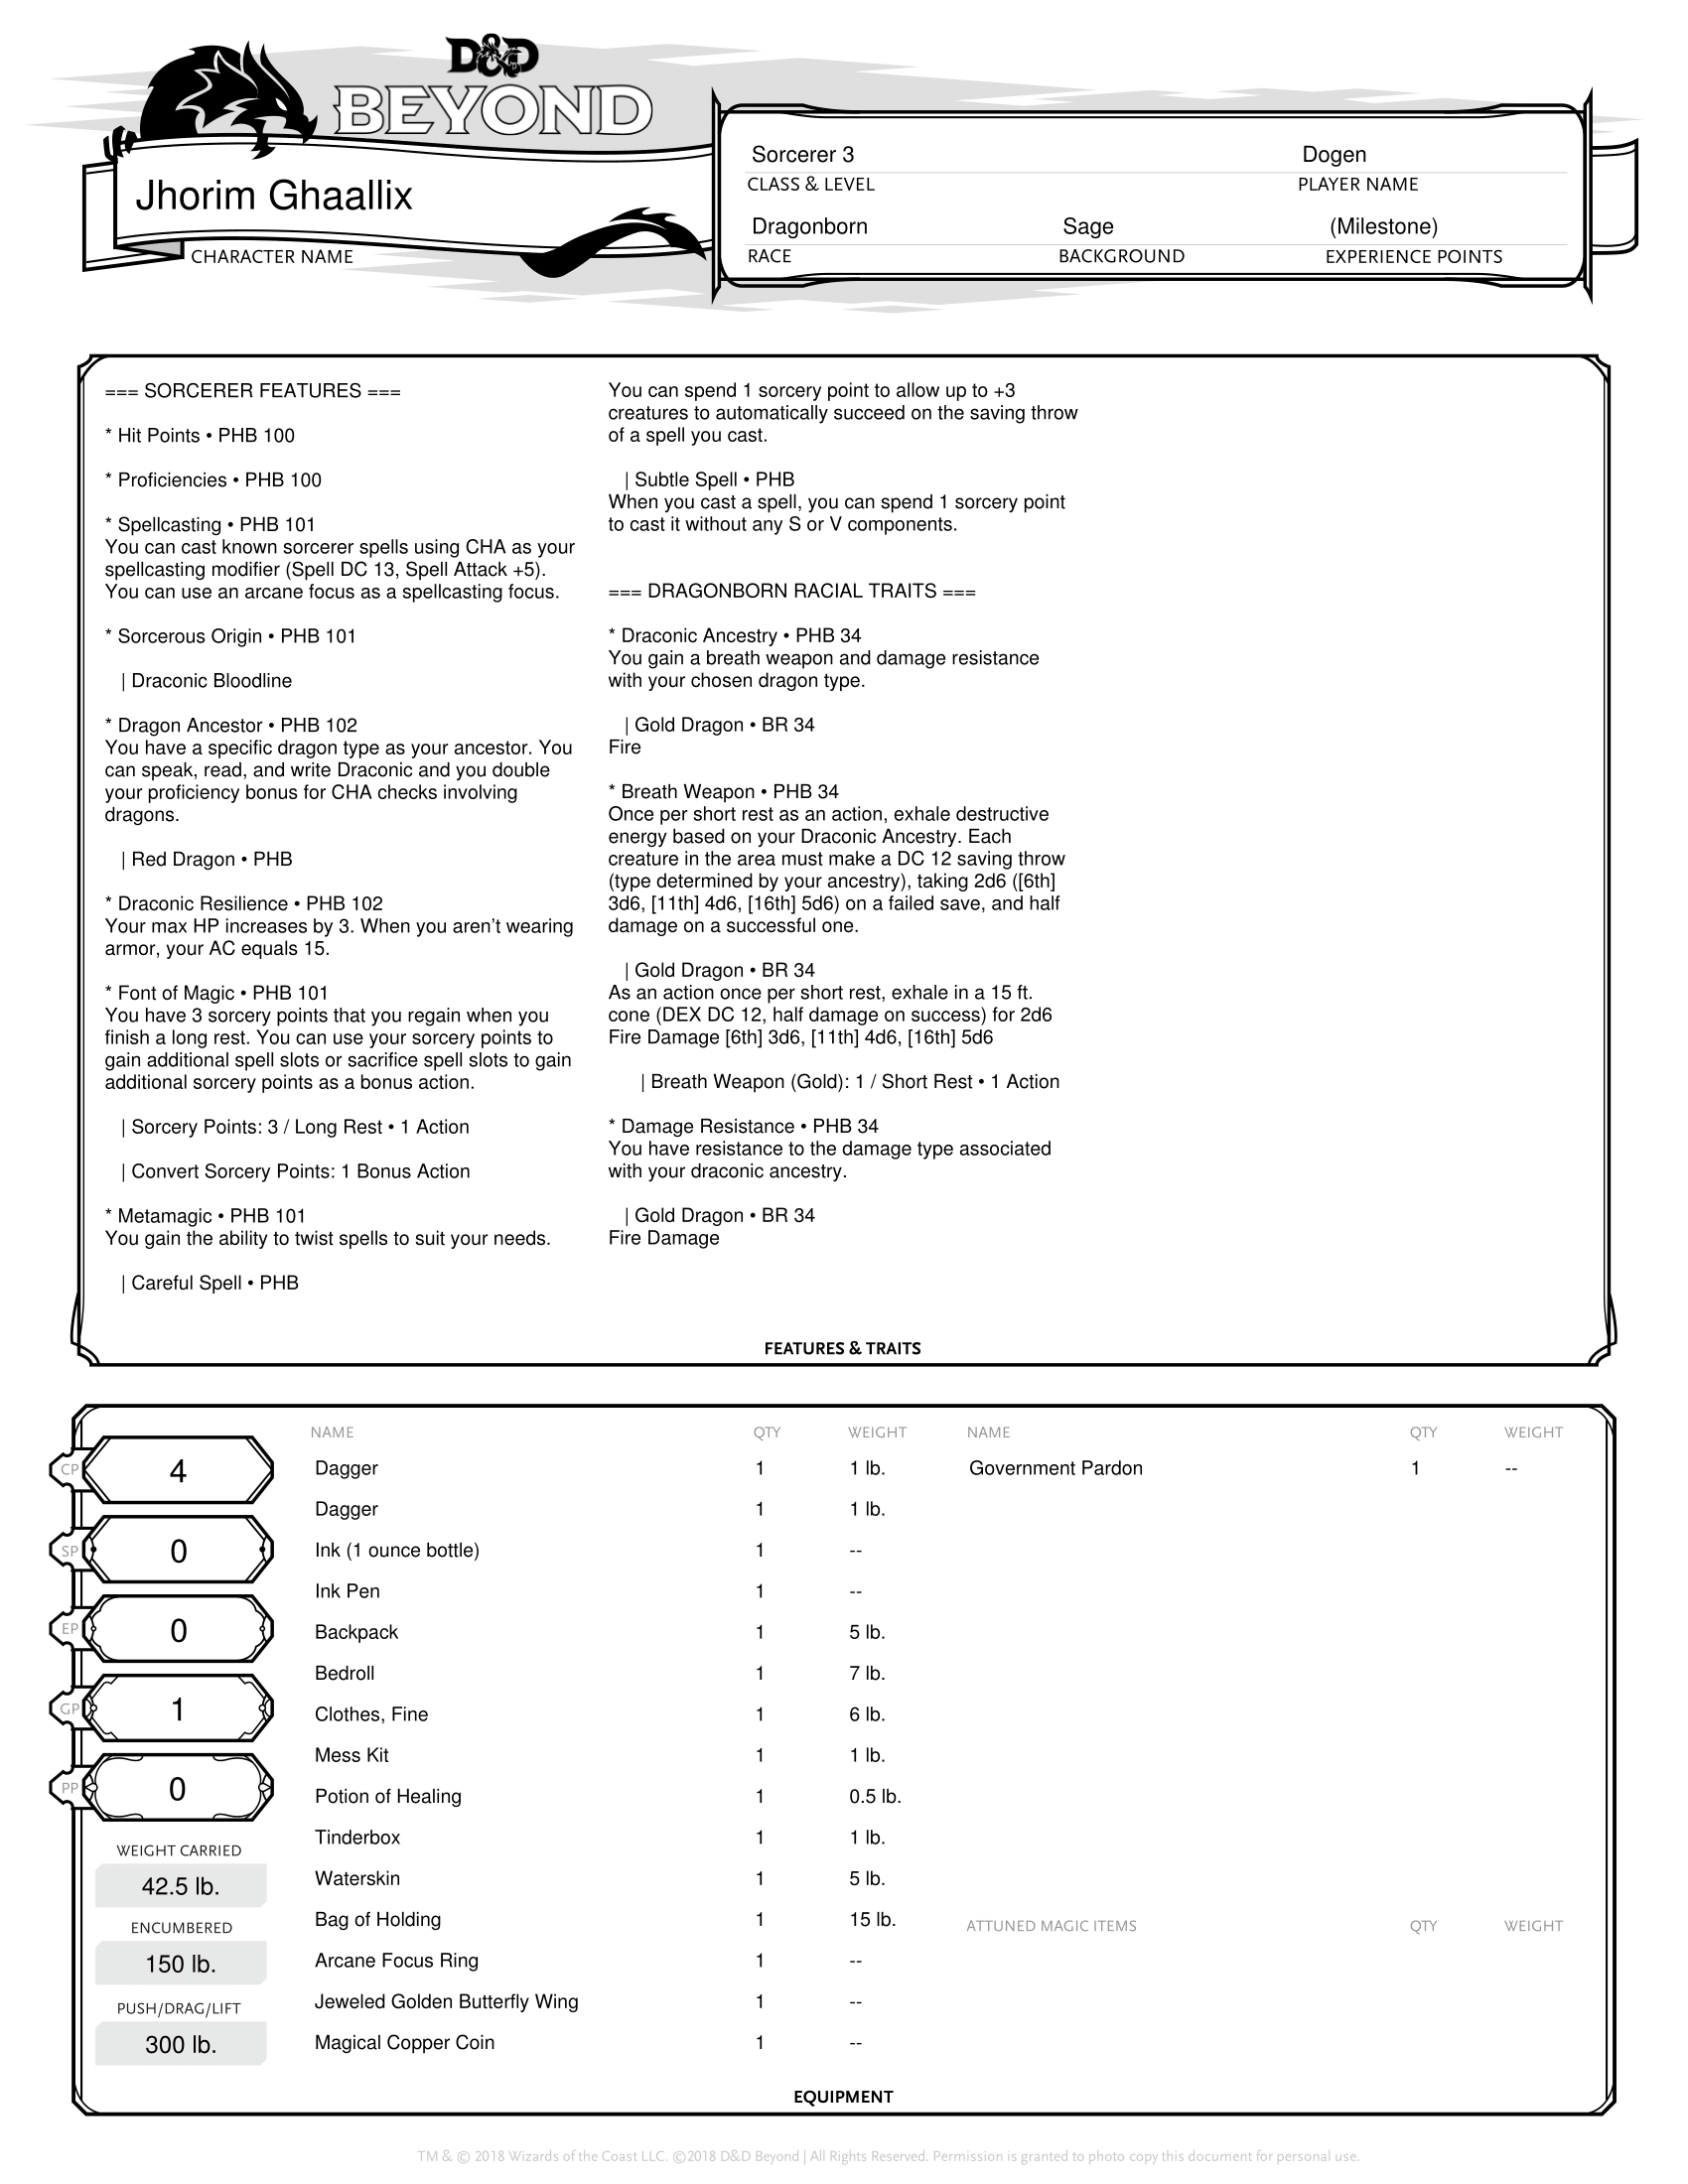 D&D
BEYOND
Jhorim Ghaallix
CHARACTER NAME
Sorcerer 3 Dogen
CLASS & LEVEL PLAYER NAME
Dragonborn Sage (Milestone)
RACE BACKGROUND EXPERIENCE POINTS
=== SORCERER FEATURES ===
* Hit Points • PHB 100
* Proficiencies • PHB 100
* Spellcasting • PHB 101
You can cast known sorcerer spells using CHA as your
spellcasting modifier (Spell DC 13, Spell Attack +5).
You can use an arcane focus as a spellcasting focus.
* Sorcerous Origin • PHB 101
| Draconic Bloodline
* Dragon Ancestor • PHB 102
You have a specific dragon type as your ancestor. You
can speak, read, and write Draconic and you double
your proficiency bonus for CHA checks involving
dragons.
| Red Dragon • PHB
* Draconic Resilience • PHB 102
Your max HP increases by 3. When you aren’t wearing
armor, your AC equals 15.
* Font of Magic • PHB 101
You have 3 sorcery points that you regain when you
finish a long rest. You can use your sorcery points to
gain additional spell slots or sacrifice spell slots to gain
additional sorcery points as a bonus action.
| Sorcery Points: 3 / Long Rest • 1 Action
| Convert Sorcery Points: 1 Bonus Action
* Metamagic • PHB 101
You gain the ability to twist spells to suit your needs.
| Careful Spell • PHB
You can spend 1 sorcery point to allow up to +3
creatures to automatically succeed on the saving throw
of a spell you cast.
| Subtle Spell • PHB
When you cast a spell, you can spend 1 sorcery point
to cast it without any S or V components.
=== DRAGONBORN RACIAL TRAITS ===
* Draconic Ancestry • PHB 34
You gain a breath weapon and damage resistance
with your chosen dragon type.
| Gold Dragon • BR 34
Fire
* Breath Weapon • PHB 34
Once per short rest as an action, exhale destructive
energy based on your Draconic Ancestry. Each
creature in the area must make a DC 12 saving throw
(type determined by your ancestry), taking 2d6 ([6th]
3d6, [11th] 4d6, [16th] 5d6) on a failed save, and half
damage on a successful one.
| Gold Dragon • BR 34
As an action once per short rest, exhale in a 15 ft.
cone (DEX DC 12, half damage on success) for 2d6
Fire Damage [6th] 3d6, [11th] 4d6, [16th] 5d6
| Breath Weapon (Gold): 1 / Short Rest • 1 Action
* Damage Resistance • PHB 34
You have resistance to the damage type associated
with your draconic ancestry.
| Gold Dragon • BR 34
Fire Damage
FEATURES & TRAITS
CP 4
SP 0
EP 0
GP 1
PP 0
WEIGHT CARRIED
42.5 lb.
ENCUMBERED
150 lb.
PUSH/DRAG/LIFT
300 lb.
NAME QTY WEIGHT
Dagger 1 1 lb.
Dagger 1 1 lb.
Ink (1 ounce bottle) 1 --
Ink Pen 1 --
Backpack 1 5 lb.
Bedroll 1 7 lb.
Clothes, Fine 1 6 lb.
Mess Kit 1 1 lb.
Potion of Healing 1 0.5 lb.
Tinderbox 1 1 lb.
Waterskin 1 5 lb.
Bag of Holding 1 15 lb.
Arcane Focus Ring 1 --
Jeweled Golden Butterfly Wing 1 --
Magical Copper Coin 1 --
NAME QTY WEIGHT
Government Pardon 1 --
ATTUNED MAGIC ITEMS QTY WEIGHT
EQUIPMENT
TM & © 2018 Wizards of the Coast LLC. ©2018 D&D Beyond | All Rights Reserved. Permission is granted to photo copy this document for personal use.